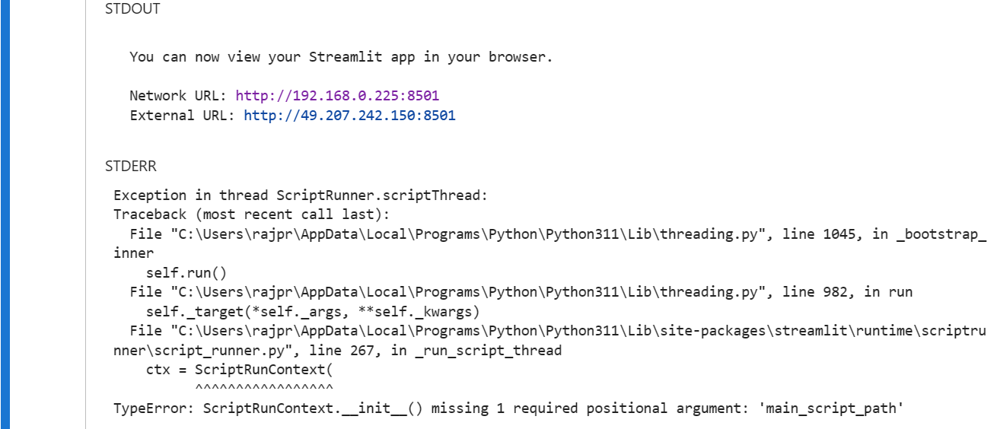 STDOUT
You can now view your Streamlit app in your browser.
Network URL: http://192.168.0.225:8501
External URL: http://49.207.242.150:8501
STDERR
Exception in thread ScriptRunner.scriptThread:
Traceback (most recent call last):
  File "C:\Users\rajpr\AppData\Local\Programs\Python\Python311\Lib\threading.py", line 1045, in _bootstrap_
inner
    self.run()
  File "C:\Users\rajpr\AppData\Local\Programs\Python\Python311\Lib\threading.py", line 982, in run
    self._target(*self._args, **self._kwargs)
  File "C:\Users\rajpr\AppData\Local\Programs\Python\Python311\Lib\site-packages\streamlit\runtime\scriptru
nner\script_runner.py", line 267, in _run_script_thread
    ctx = ScriptRunContext(
          ^^^^^^^^^^^^^^^^^
TypeError: ScriptRunContext.__init__() missing 1 required positional argument: 'main_script_path'